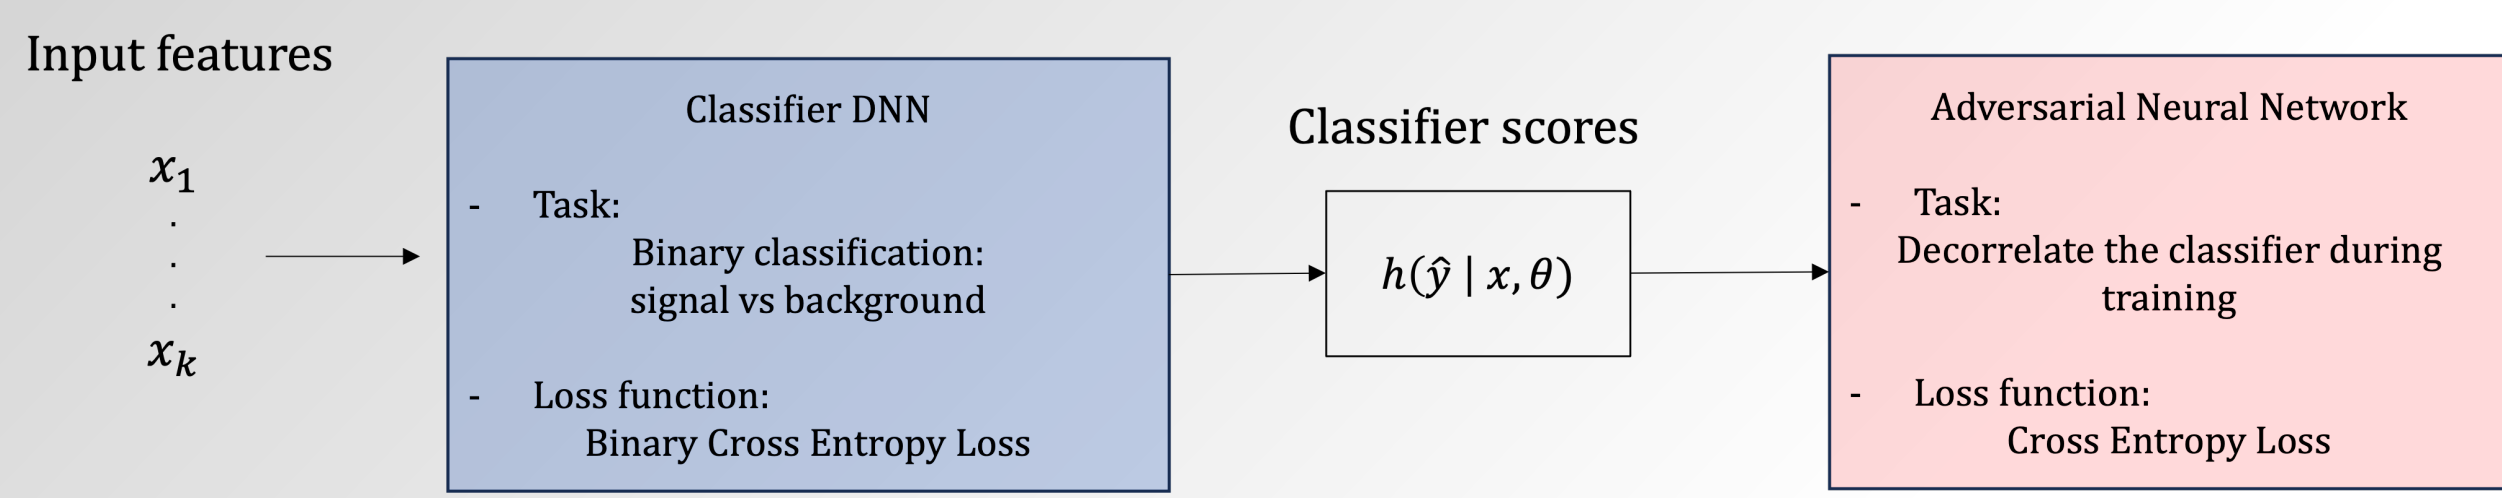 Input features
x₁
.
.
.
xₖ
Classifier DNN
- Task:
Binary classification:
signal vs background
- Loss function:
Binary Cross Entropy Loss
Classifier scores
h(ŷ | x, θ)
Adversarial Neural Network
- Task:
Decorrelate the classifier during
training
- Loss function:
Cross Entropy Loss